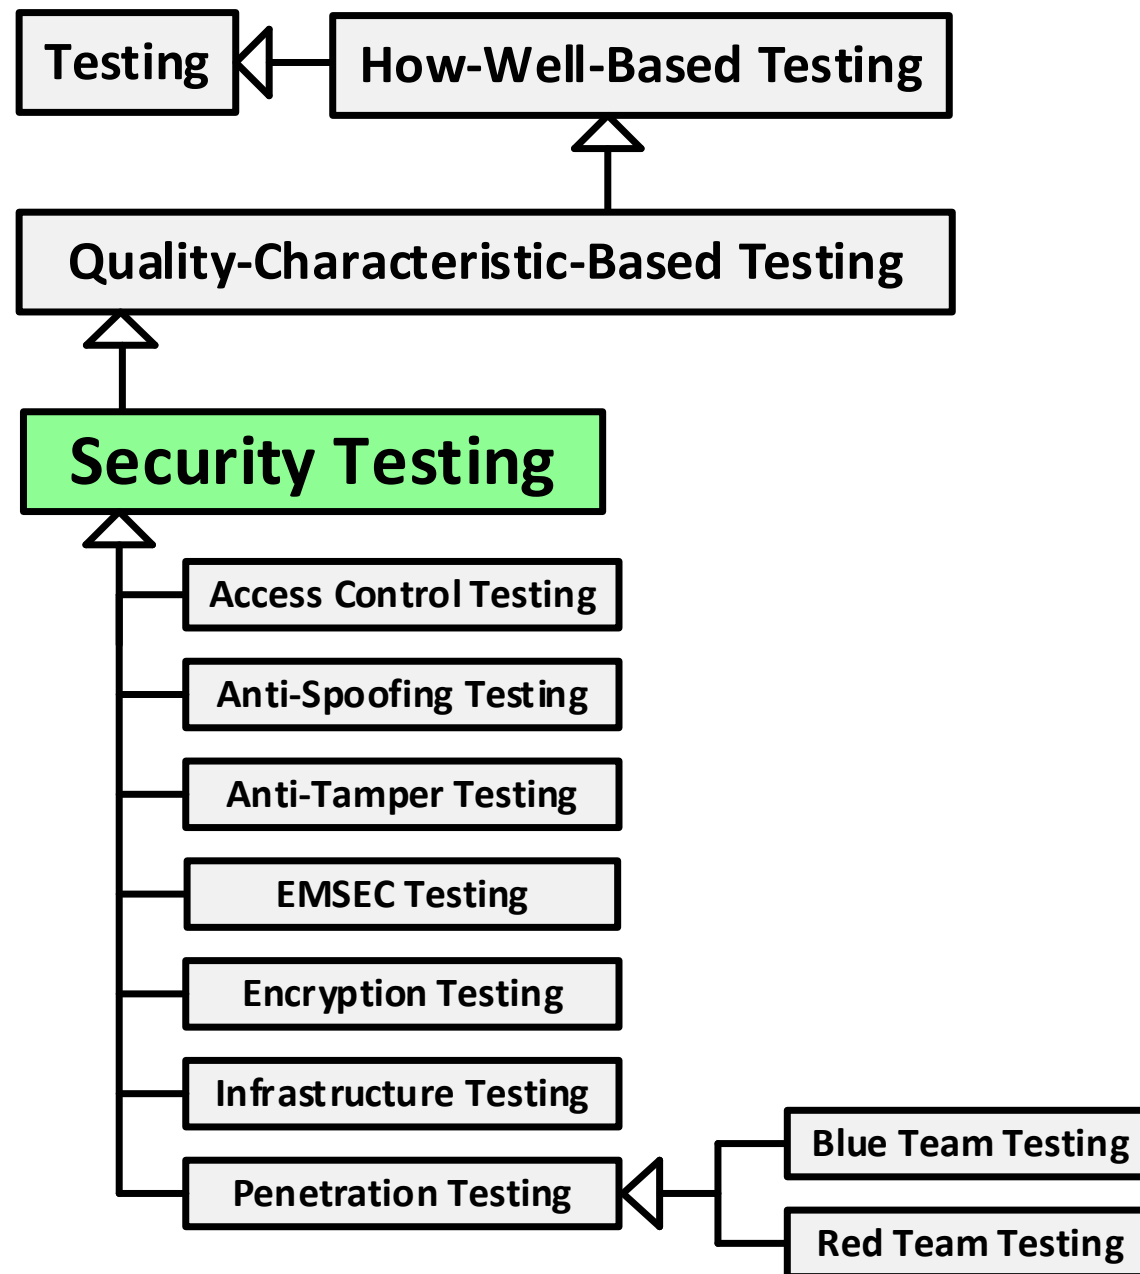 Testing
How-Well-Based Testing
Quality-Characteristic-Based Testing
Security Testing
Access Control Testing
Anti-Spoofing Testing
Anti-Tamper Testing
EMSEC Testing
Encryption Testing
Infrastructure Testing
Blue Team Testing
Penetration Testing
Red Team Testing